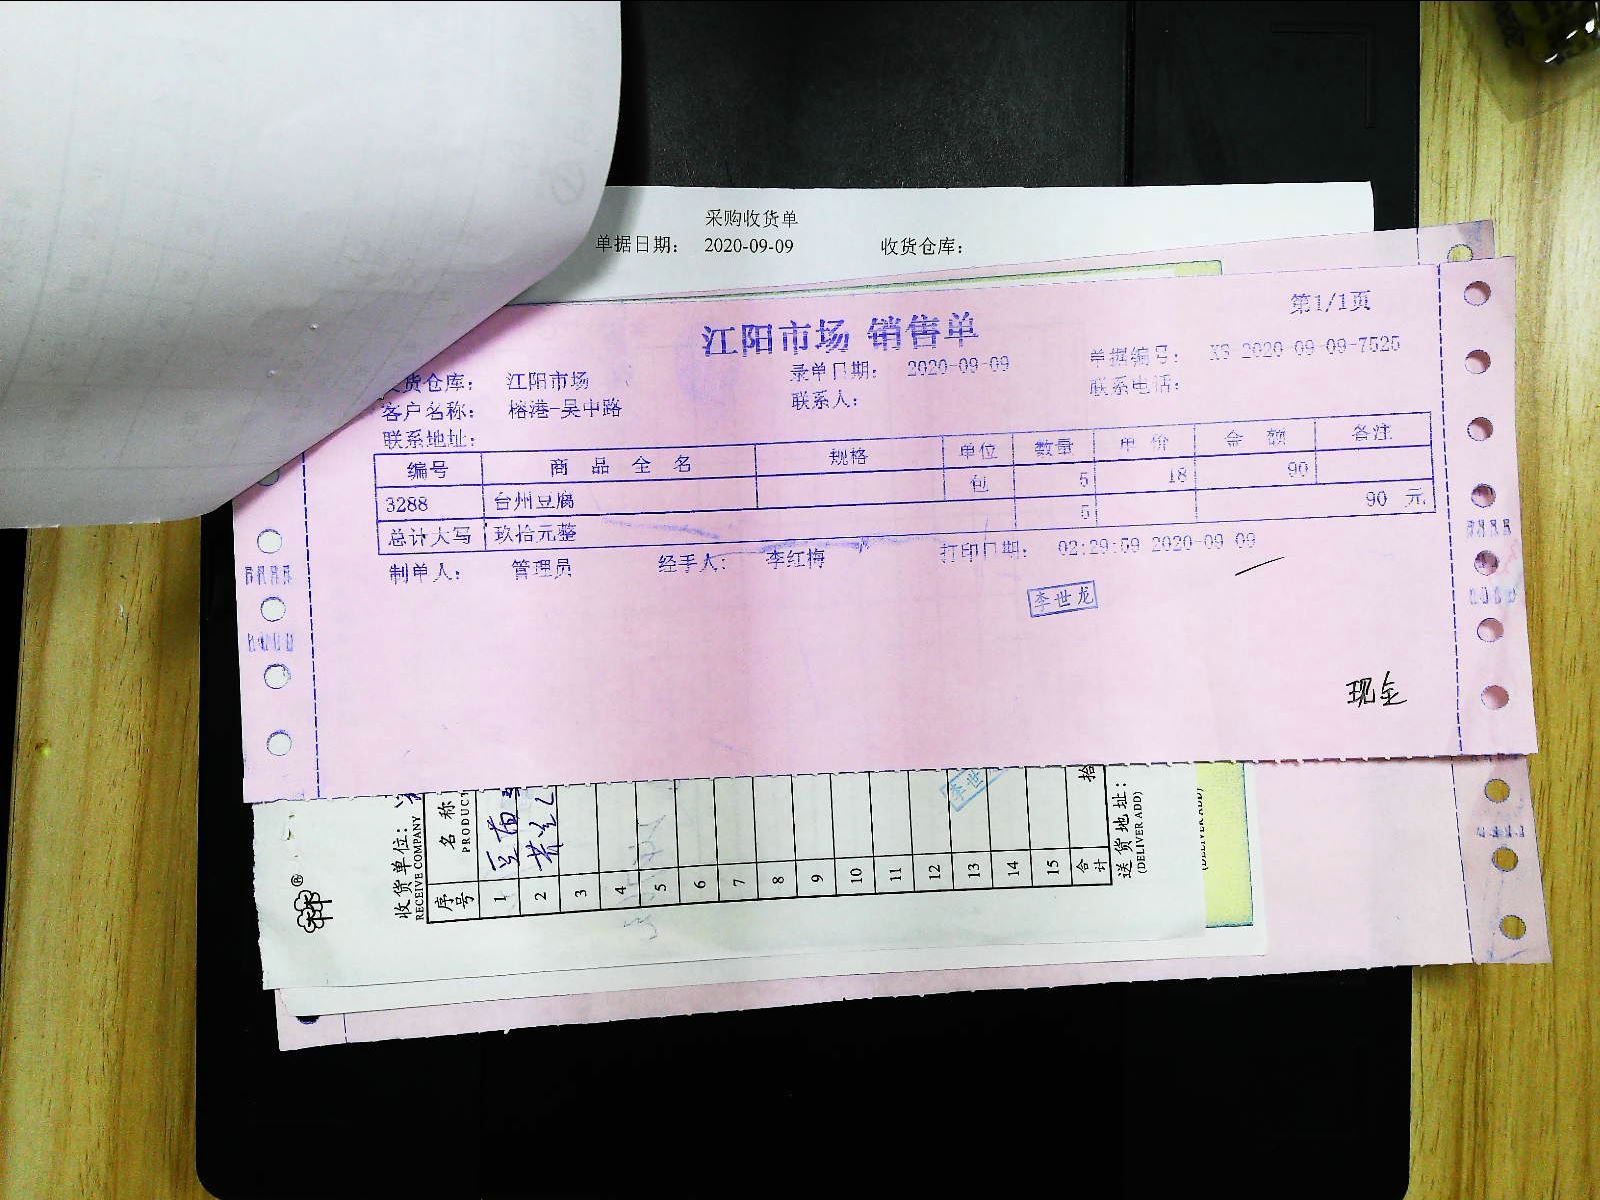 采购收货单
单据日期： 2020-09-09 收货仓库：
第1/1页
江阳市场 销售单
货仓库： 江阳市场 录单日期： 2020-09-09 单据编号： XS-2020-09-09-7525
客户名称： 榕港-吴中路 联系人： 联系电话：
联系地址：
编号 商品全名 规格 单位 数量 单价 金额 备注
3288 台州豆腐 包 5 18 90
总计大写 玖拾元整 5 90 元
制单人： 管理员 经手人： 李红梅 打印日期： 02:29:59 2020-09-09
李世龙
现金
收货单位：
RECEIVE COMPANY
序号 名称
PRODUCT
1
2
3
4
5
6
7
8
9
10
11
12
13
14
15
合计 拾
李世
送货地址：
(DELIVER ADD)
(DELIVER ADD)